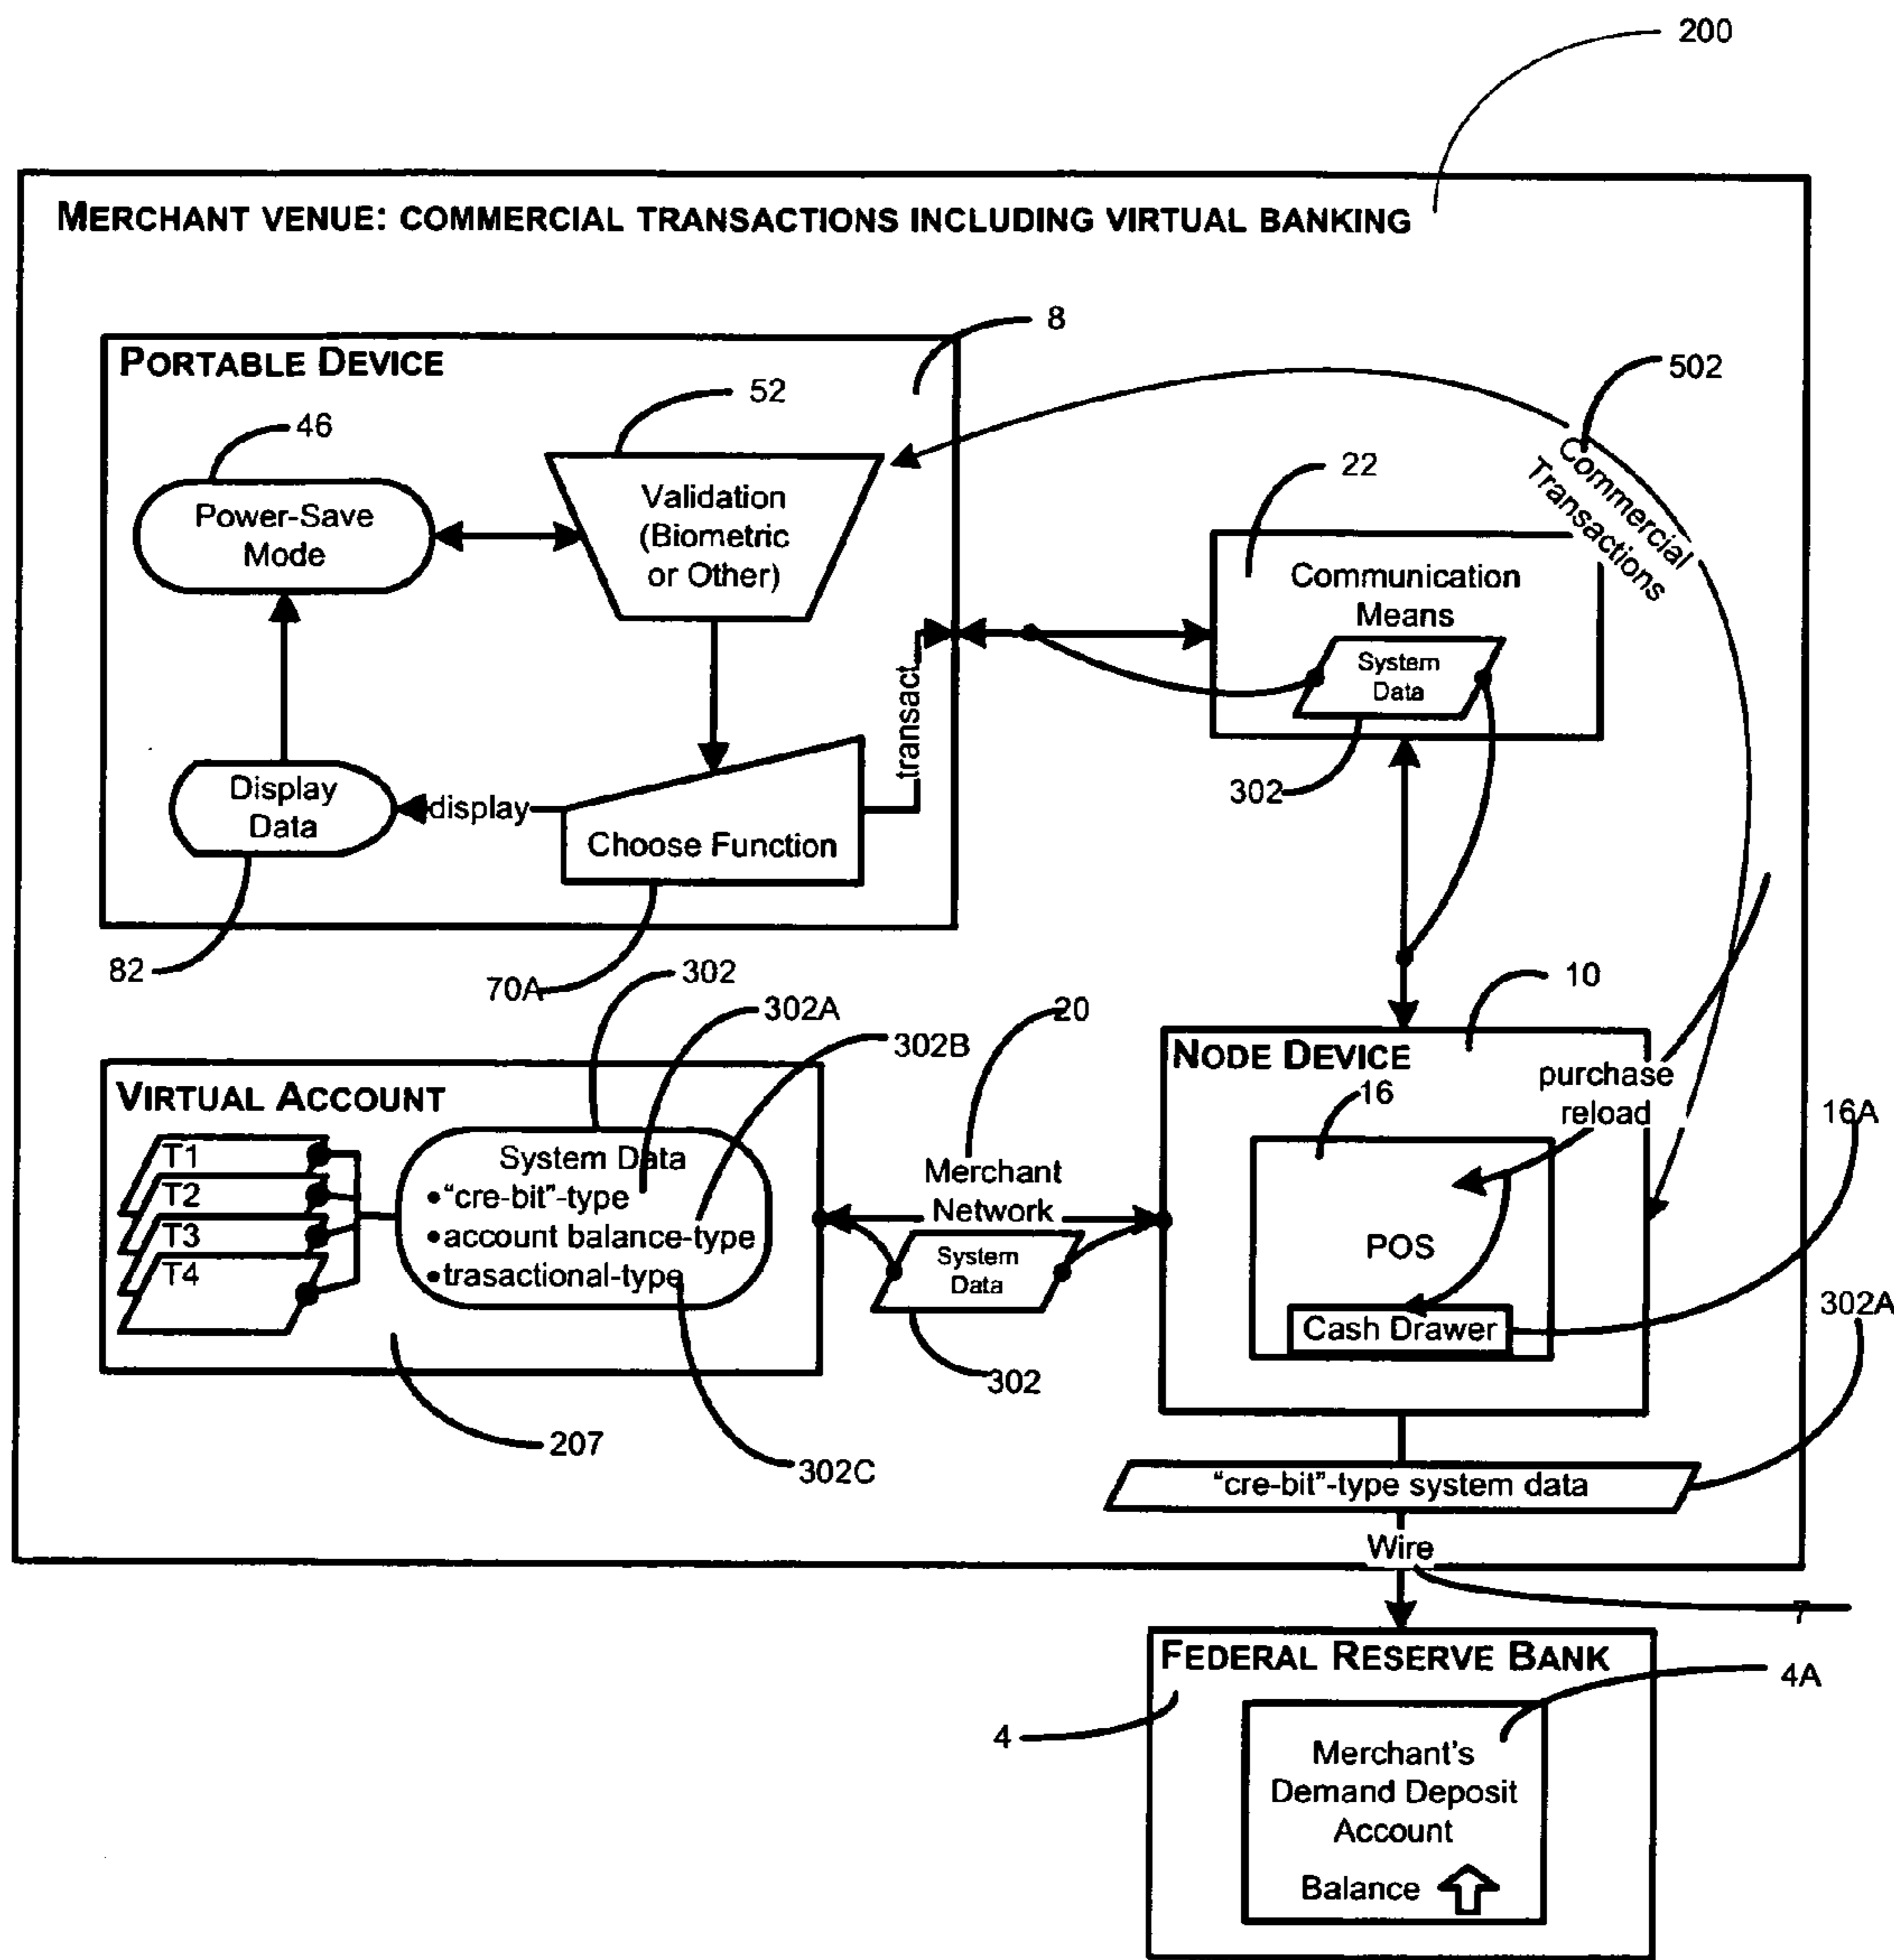 200
MERCHANT VENUE: COMMERCIAL TRANSACTIONS INCLUDING VIRTUAL BANKING
8
PORTABLE DEVICE
52
46
Power-Save
Mode
Validation
(Biometric
or Other)
502
Commercial
Transactions
22
Communication
Means
System
Data
302
transact
Display
Data
display
Choose Function
82
70A
302
302A
302B
20
10
VIRTUAL ACCOUNT
T1
T2
T3
T4
System Data
•"cre-bit"-type
•account balance-type
•trasactional-type
207
302C
Merchant
Network
System
Data
302
NODE DEVICE
16
purchase
reload
16A
POS
Cash Drawer
302A
"cre-bit"-type system data
Wire
7
FEDERAL RESERVE BANK
4A
4
Merchant's
Demand Deposit
Account
Balance